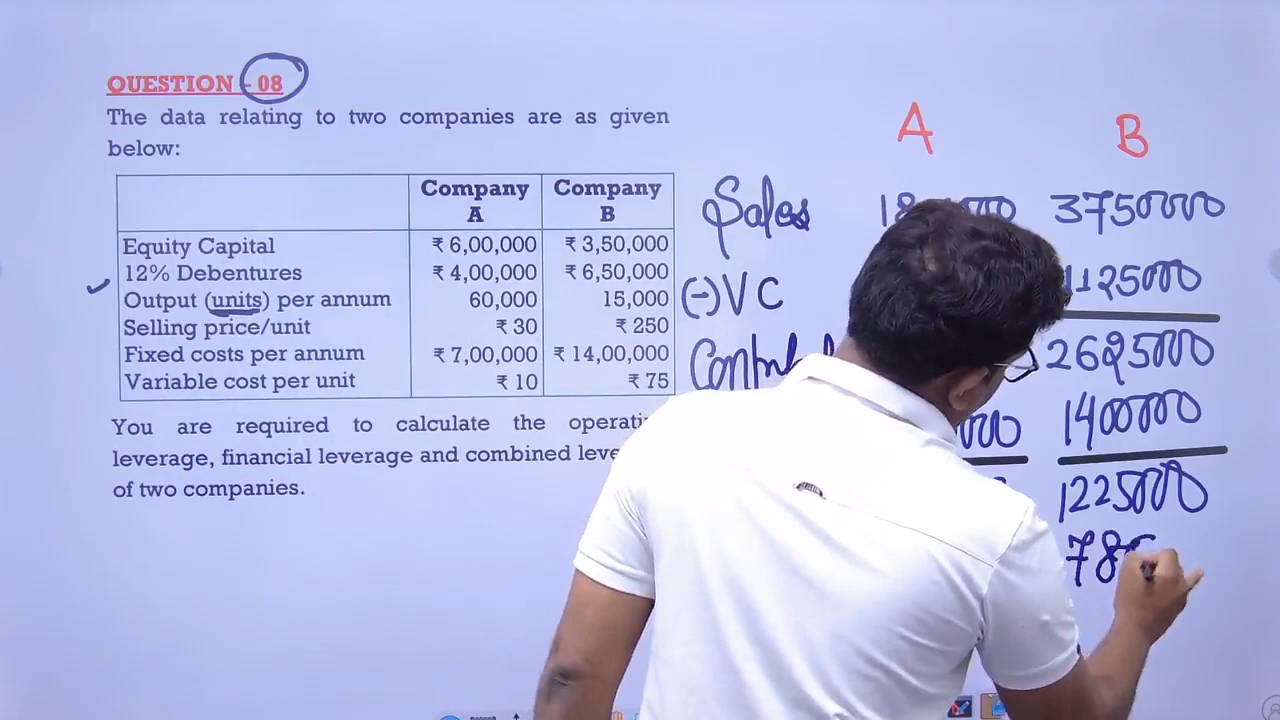 QUESTION - 08
The data relating to two companies are as given
below:
Company A Company B
Equity Capital ₹ 6,00,000 ₹ 3,50,000
12% Debentures ₹ 4,00,000 ₹ 6,50,000
Output (units) per annum 60,000 15,000
Selling price/unit ₹ 30 ₹ 250
Fixed costs per annum ₹ 7,00,000 ₹ 14,00,000
Variable cost per unit ₹ 10 ₹ 75
You are required to calculate the
leverage, financial leverage and combined
of two companies.
A B
Sales 3750000
(-) VC 1125000
2625000
1400000
1225000